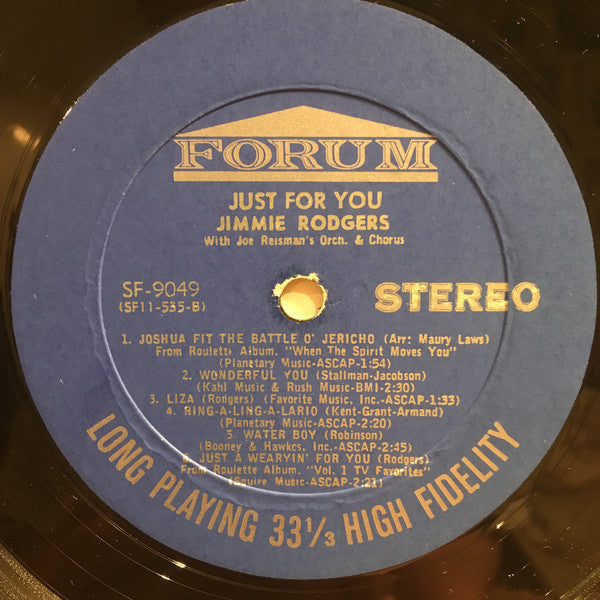 FORUM
JUST FOR YOU
JIMMIE RODGERS
With Joe Reisman's Orch. & Chorus
SF-9049
(SF11-535-B)
STEREO
1. JOSHUA FIT THE BATTLE O' JERICHO (Arr: Maury Laws)
From Roulette Album. "When The Spirit Moves You"
(Planetary Music-ASCAP-1:54)
2. WONDERFUL YOU (Stallman-Jacobson)
(Kahl Music & Rush Music-BMI-2:30)
3. LIZA (Rodgers) (Favorite Music. Inc.-ASCAP-1:33)
4. RING-A-LING-A-LARIO (Kent-Grant-Armand)
(Planetary Music-ASCAP-2:20)
5. WATER BOY (Robinson)
(Booney & Hawkes. Inc.-ASCAP-2:45)
6. JUST A WEARYIN' FOR YOU (Rodgers)
From Roulette Album. "Vol. 1 TV Favorites"
(Squire Music-ASCAP-2:21)
LONG PLAYING 33⅓ HIGH FIDELITY